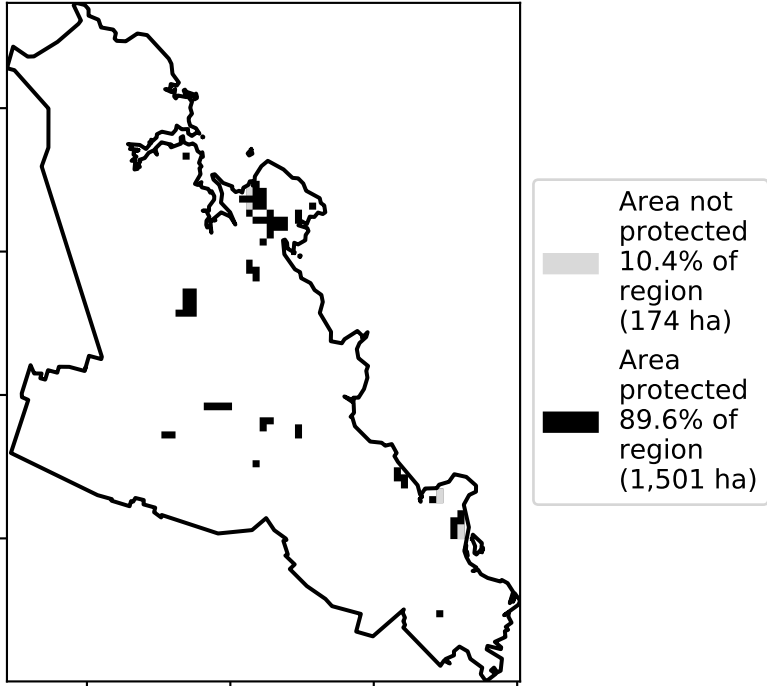 Area not
protected
10.4% of
region
(174 ha)
Area
protected
89.6% of
region
(1,501 ha)